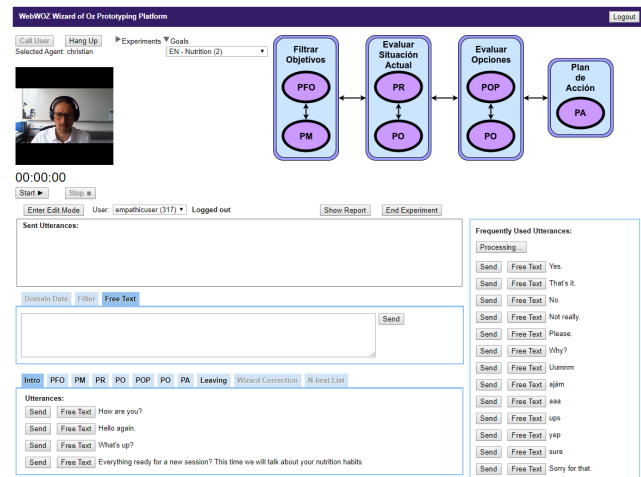 WebWOZ Wizard of Oz Prototyping Platform
Logout
Call User Hang Up ▶Experiments ▼Goals
Selected Agent: christian EN - Nutrition (2)
Filtrar Objetivos
PFO
PM
Evaluar Situación Actual
PR
PO
Evaluar Opciones
POP
PO
Plan de Acción
PA
00:00:00
Start ► Stop ■
Enter Edit Mode User: empathicuser (317) Logged out Show Report End Experiment
Sent Utterances:
Domain Data Filter Free Text
Send
Intro PFO PM PR PO POP PO PA Leaving Wizard Correction N-best List
Utterances:
Send Free Text How are you?
Send Free Text Hello again.
Send Free Text What's up?
Send Free Text Everything ready for a new session? This time we will talk about your nutrition habits.
Frequently Used Utterances:
Processing...
Send Free Text Yes.
Send Free Text That's it.
Send Free Text No.
Send Free Text Not really.
Send Free Text Please.
Send Free Text Why?
Send Free Text Uumnm
Send Free Text ajám
Send Free Text aaa
Send Free Text ups
Send Free Text yep
Send Free Text sure
Send Free Text Sorry for that.